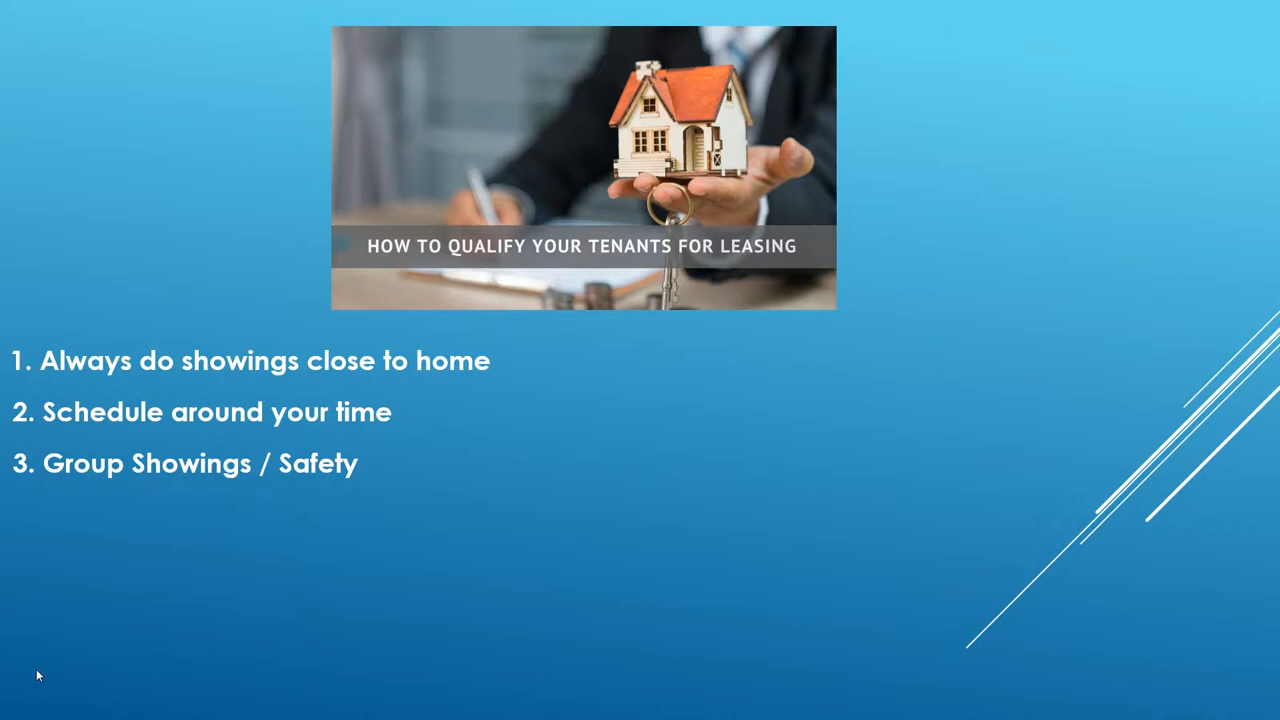 HOW TO QUALIFY YOUR TENANTS FOR LEASING
1. Always do showings close to home
2. Schedule around your time
3. Group Showings / Safety